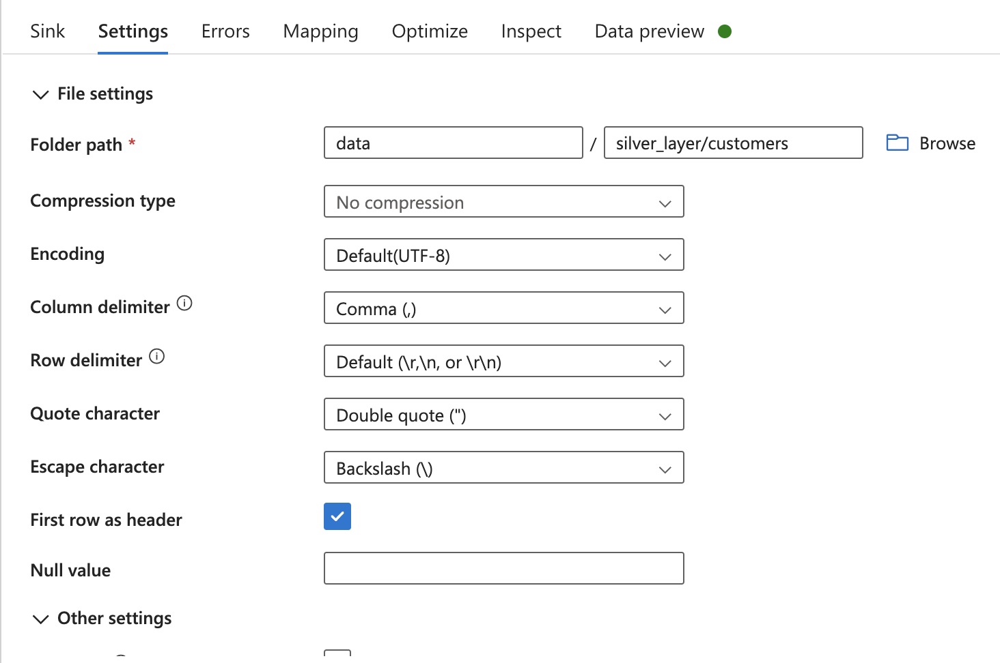 Sink Settings Errors Mapping Optimize Inspect Data preview
File settings
Folder path * data / silver_layer/customers Browse
Compression type No compression
Encoding Default(UTF-8)
Column delimiter Comma (,)
Row delimiter Default (\r,\n, or \r\n)
Quote character Double quote (")
Escape character Backslash (\)
First row as header
Null value
Other settings